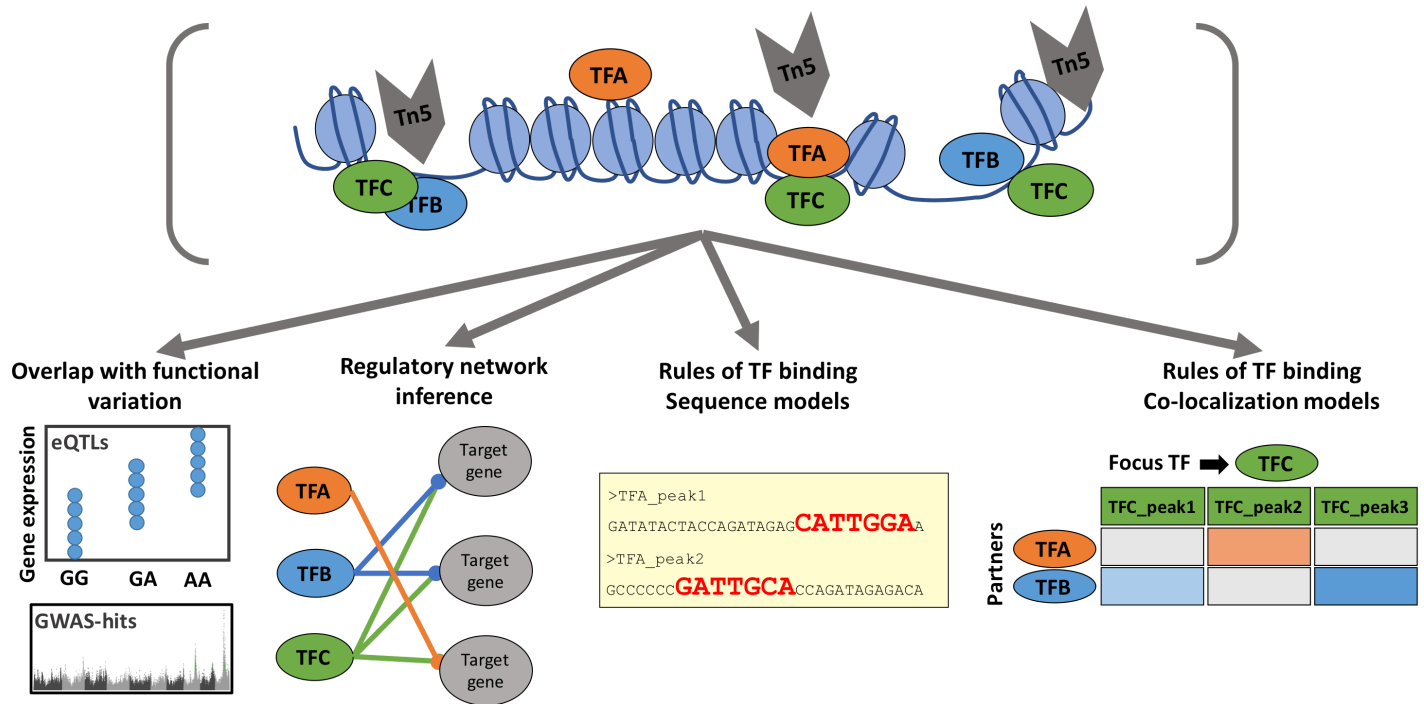 Tn5
TFA
Tn5
Tn5
TFC
TFB
TFA
TFC
TFB
TFC
Overlap with functional
variation
eQTLs
Gene expression
GG GA AA
GWAS-hits
Regulatory network
inference
TFA
TFB
TFC
Target
gene
Target
gene
Target
gene
Rules of TF binding
Sequence models
>TFA_peak1
GATATACTACCAGATAGAGCATTGGAA
>TFA_peak2
GCCCCCCGATTGCACCAGATAGAGACA
Rules of TF binding
Co-localization models
Focus TF TFC
TFC_peak1 TFC_peak2 TFC_peak3
Partners
TFA
TFB